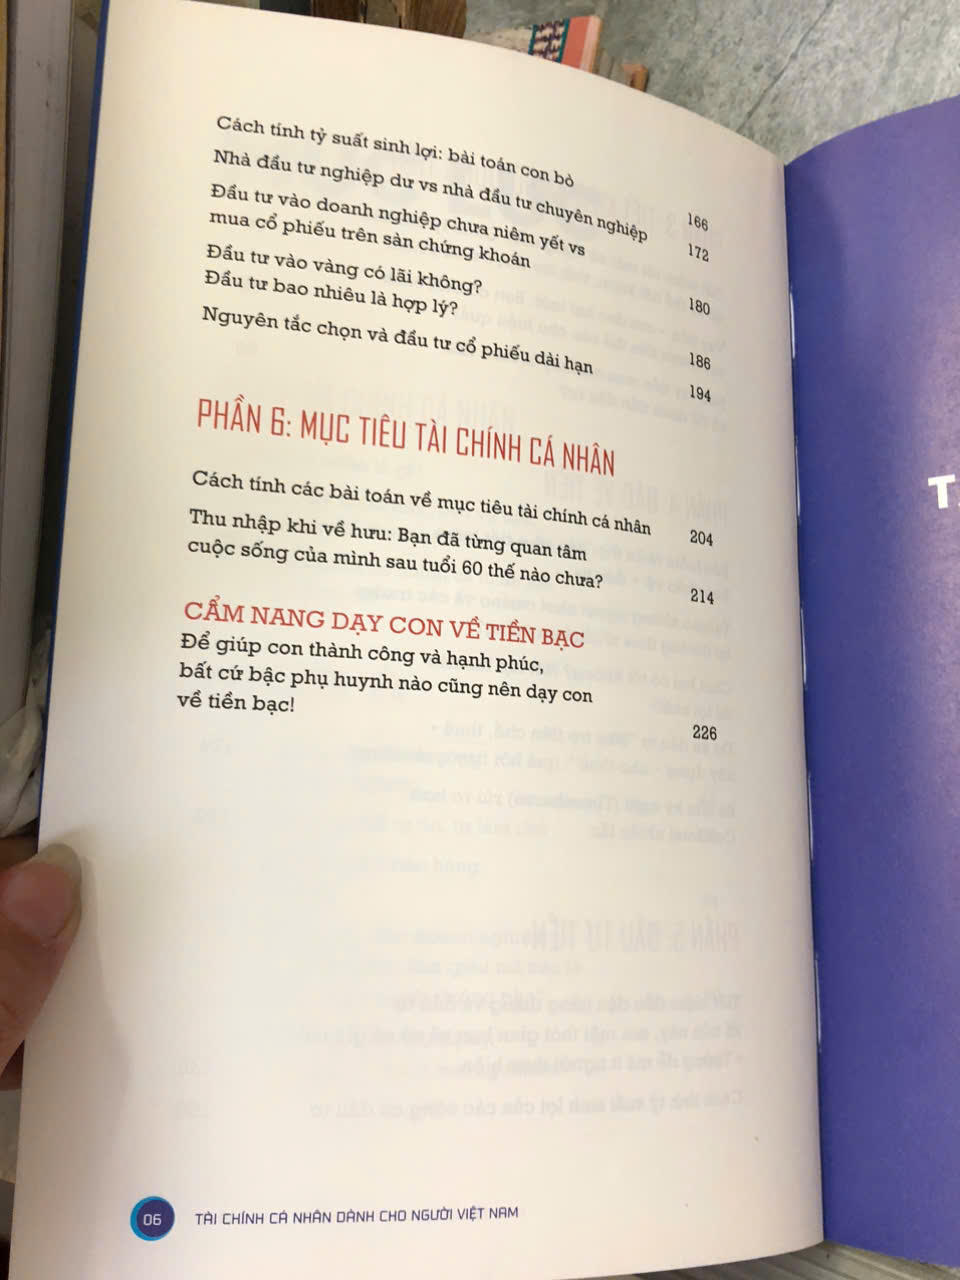 Cách tính tỷ suất sinh lợi: bài toán con bò 166
Nhà đầu tư nghiệp dư vs nhà đầu tư chuyên nghiệp 172
Đầu tư vào doanh nghiệp chưa niêm yết vs
mua cổ phiếu trên sàn chứng khoán 180
Đầu tư vào vàng có lãi không?
Đầu tư bao nhiêu là hợp lý? 186
Nguyên tắc chọn và đầu tư cổ phiếu dài hạn 194
PHẦN 6: MỤC TIÊU TÀI CHÍNH CÁ NHÂN
Cách tính các bài toán về mục tiêu tài chính cá nhân 204
Thu nhập khi về hưu: Bạn đã từng quan tâm
cuộc sống của mình sau tuổi 60 thế nào chưa? 214
CẨM NANG DẠY CON VỀ TIỀN BẠC
Để giúp con thành công và hạnh phúc,
bất cứ bậc phụ huynh nào cũng nên dạy con
về tiền bạc! 226
06 TÀI CHÍNH CÁ NHÂN DÀNH CHO NGƯỜI VIỆT NAM